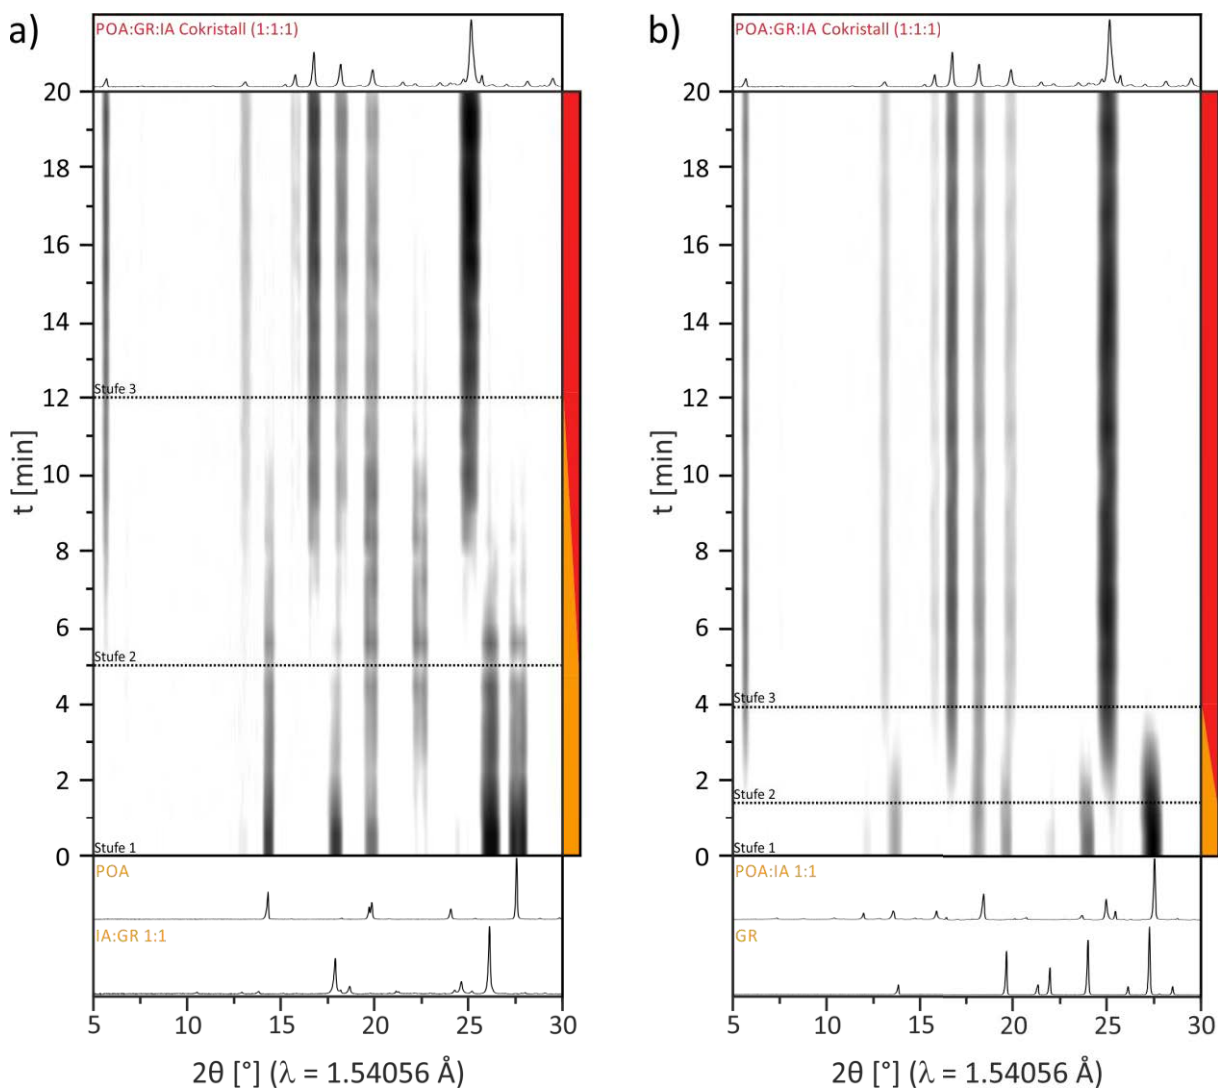 a)
POA:GR:IA Cokristall (1:1:1)
20
18
16
14
12
10
8
6
4
2
0
t [min]
Stufe 3
Stufe 2
Stufe 1
POA
IA:GR 1:1
5
10
15
20
25
30
2θ [°] (λ = 1.54056 Å)
b)
POA:GR:IA Cokristall (1:1:1)
20
18
16
14
12
10
8
6
4
2
0
t [min]
Stufe 3
Stufe 2
Stufe 1
POA:IA 1:1
GR
5
10
15
20
25
30
2θ [°] (λ = 1.54056 Å)